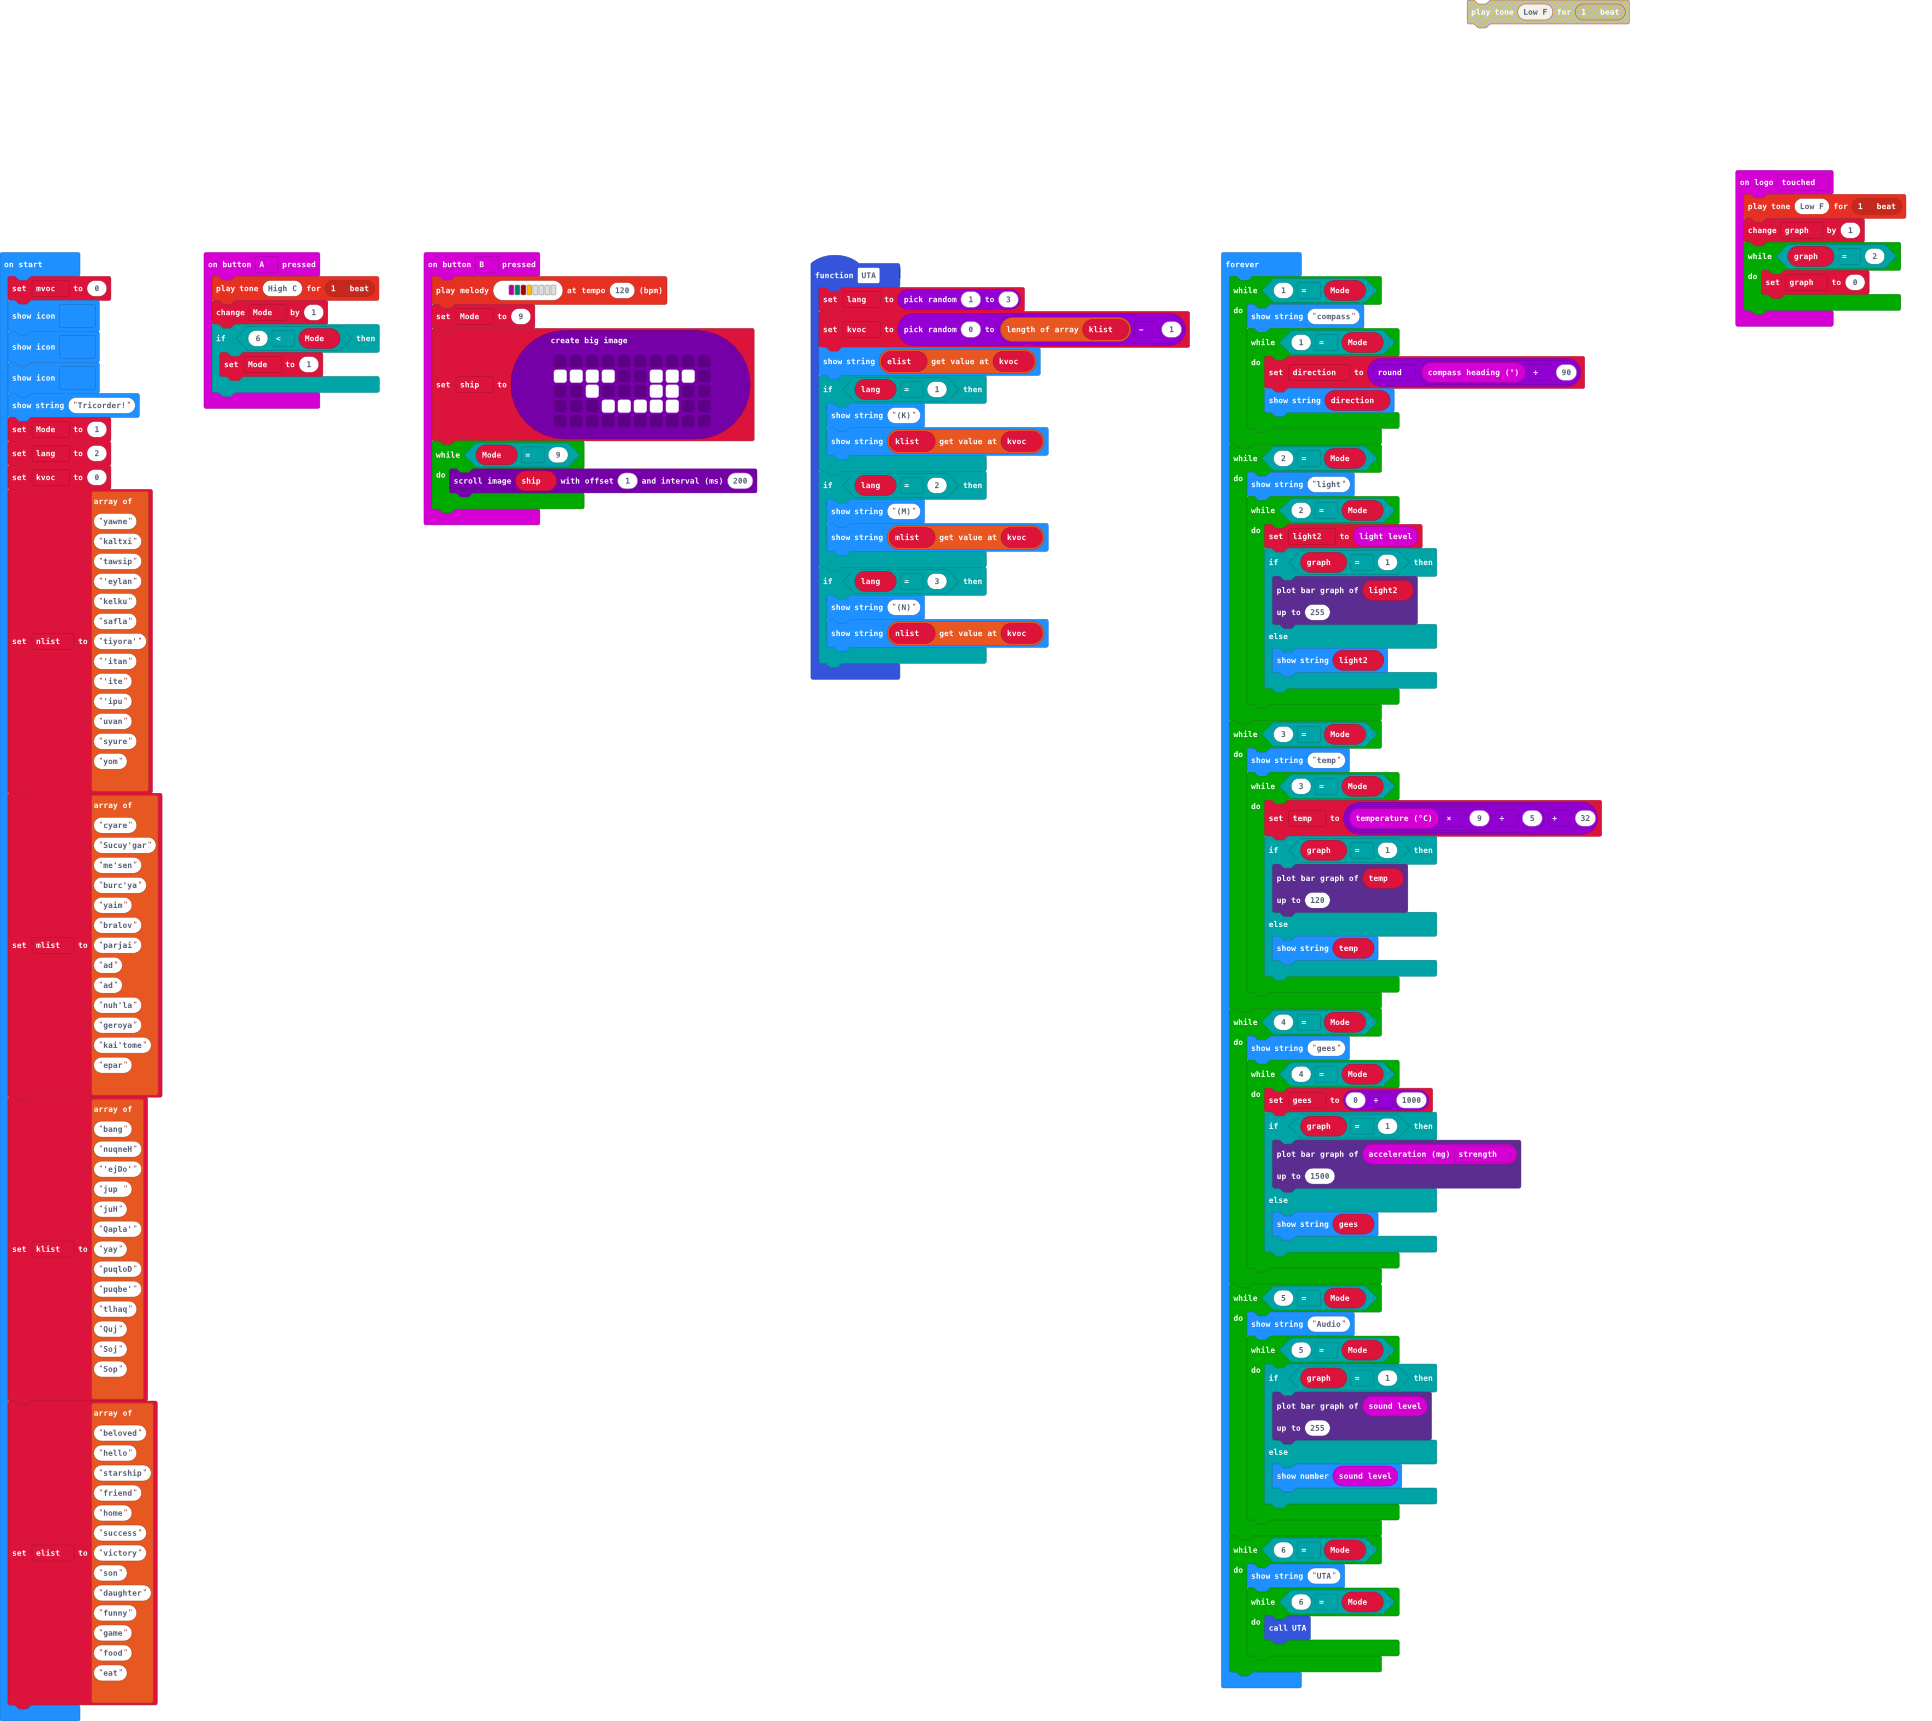 play tone Low F for 1 beat
on logo touched
play tone Low F for 1 beat
change graph by 1
while graph = 2
do
set graph to 0
on start
set mvoc to 0
show icon
show icon
show icon
show string "Tricorder!"
set Mode to 1
set lang to 2
set kvoc to 0
set nlist to
array of
"yawne"
"kaltxi"
"tawsip"
"'eylan"
"kelku"
"safla"
"tiyora'"
"'itan"
"'ite"
"'ipu"
"uvan"
"syure"
"yom"
set mlist to
array of
"cyare"
"Sucuy'gar"
"me'sen"
"burc'ya"
"yaim"
"bralov"
"parjai"
"ad"
"ad"
"nuh'la"
"geroya"
"kai'tome"
"epar"
set klist to
array of
"bang"
"nuqneH"
"'ejDo'"
"jup "
"juH"
"Qapla'"
"yay"
"puqloD"
"puqbe'"
"tlhaq"
"Quj"
"Soj"
"Sop"
set elist to
array of
"beloved"
"hello"
"starship"
"friend"
"home"
"success"
"victory"
"son"
"daughter"
"funny"
"game"
"food"
"eat"
on button A pressed
play tone High C for 1 beat
change Mode by 1
if 6 < Mode then
set Mode to 1
on button B pressed
play melody at tempo 120 (bpm)
set Mode to 9
set ship to
create big image
while Mode = 9
do
scroll image ship with offset 1 and interval (ms) 200
function UTA
set lang to pick random 1 to 3
set kvoc to pick random 0 to length of array klist - 1
show string elist get value at kvoc
if lang = 1 then
show string "(K)"
show string klist get value at kvoc
if lang = 2 then
show string "(M)"
show string mlist get value at kvoc
if lang = 3 then
show string "(N)"
show string nlist get value at kvoc
forever
while 1 = Mode
do
show string "compass"
while 1 = Mode
do
set direction to round compass heading (°) + 90
show string direction
while 2 = Mode
do
show string "light"
while 2 = Mode
do
set light2 to light level
if graph = 1 then
plot bar graph of light2
up to 255
else
show string light2
while 3 = Mode
do
show string "temp"
while 3 = Mode
do
set temp to temperature (°C) × 9 ÷ 5 + 32
if graph = 1 then
plot bar graph of temp
up to 120
else
show string temp
while 4 = Mode
do
show string "gees"
while 4 = Mode
do
set gees to 0 ÷ 1000
if graph = 1 then
plot bar graph of acceleration (mg) strength
up to 1500
else
show string gees
while 5 = Mode
do
show string "Audio"
while 5 = Mode
do
if graph = 1 then
plot bar graph of sound level
up to 255
else
show number sound level
while 6 = Mode
do
show string "UTA"
while 6 = Mode
do
call UTA